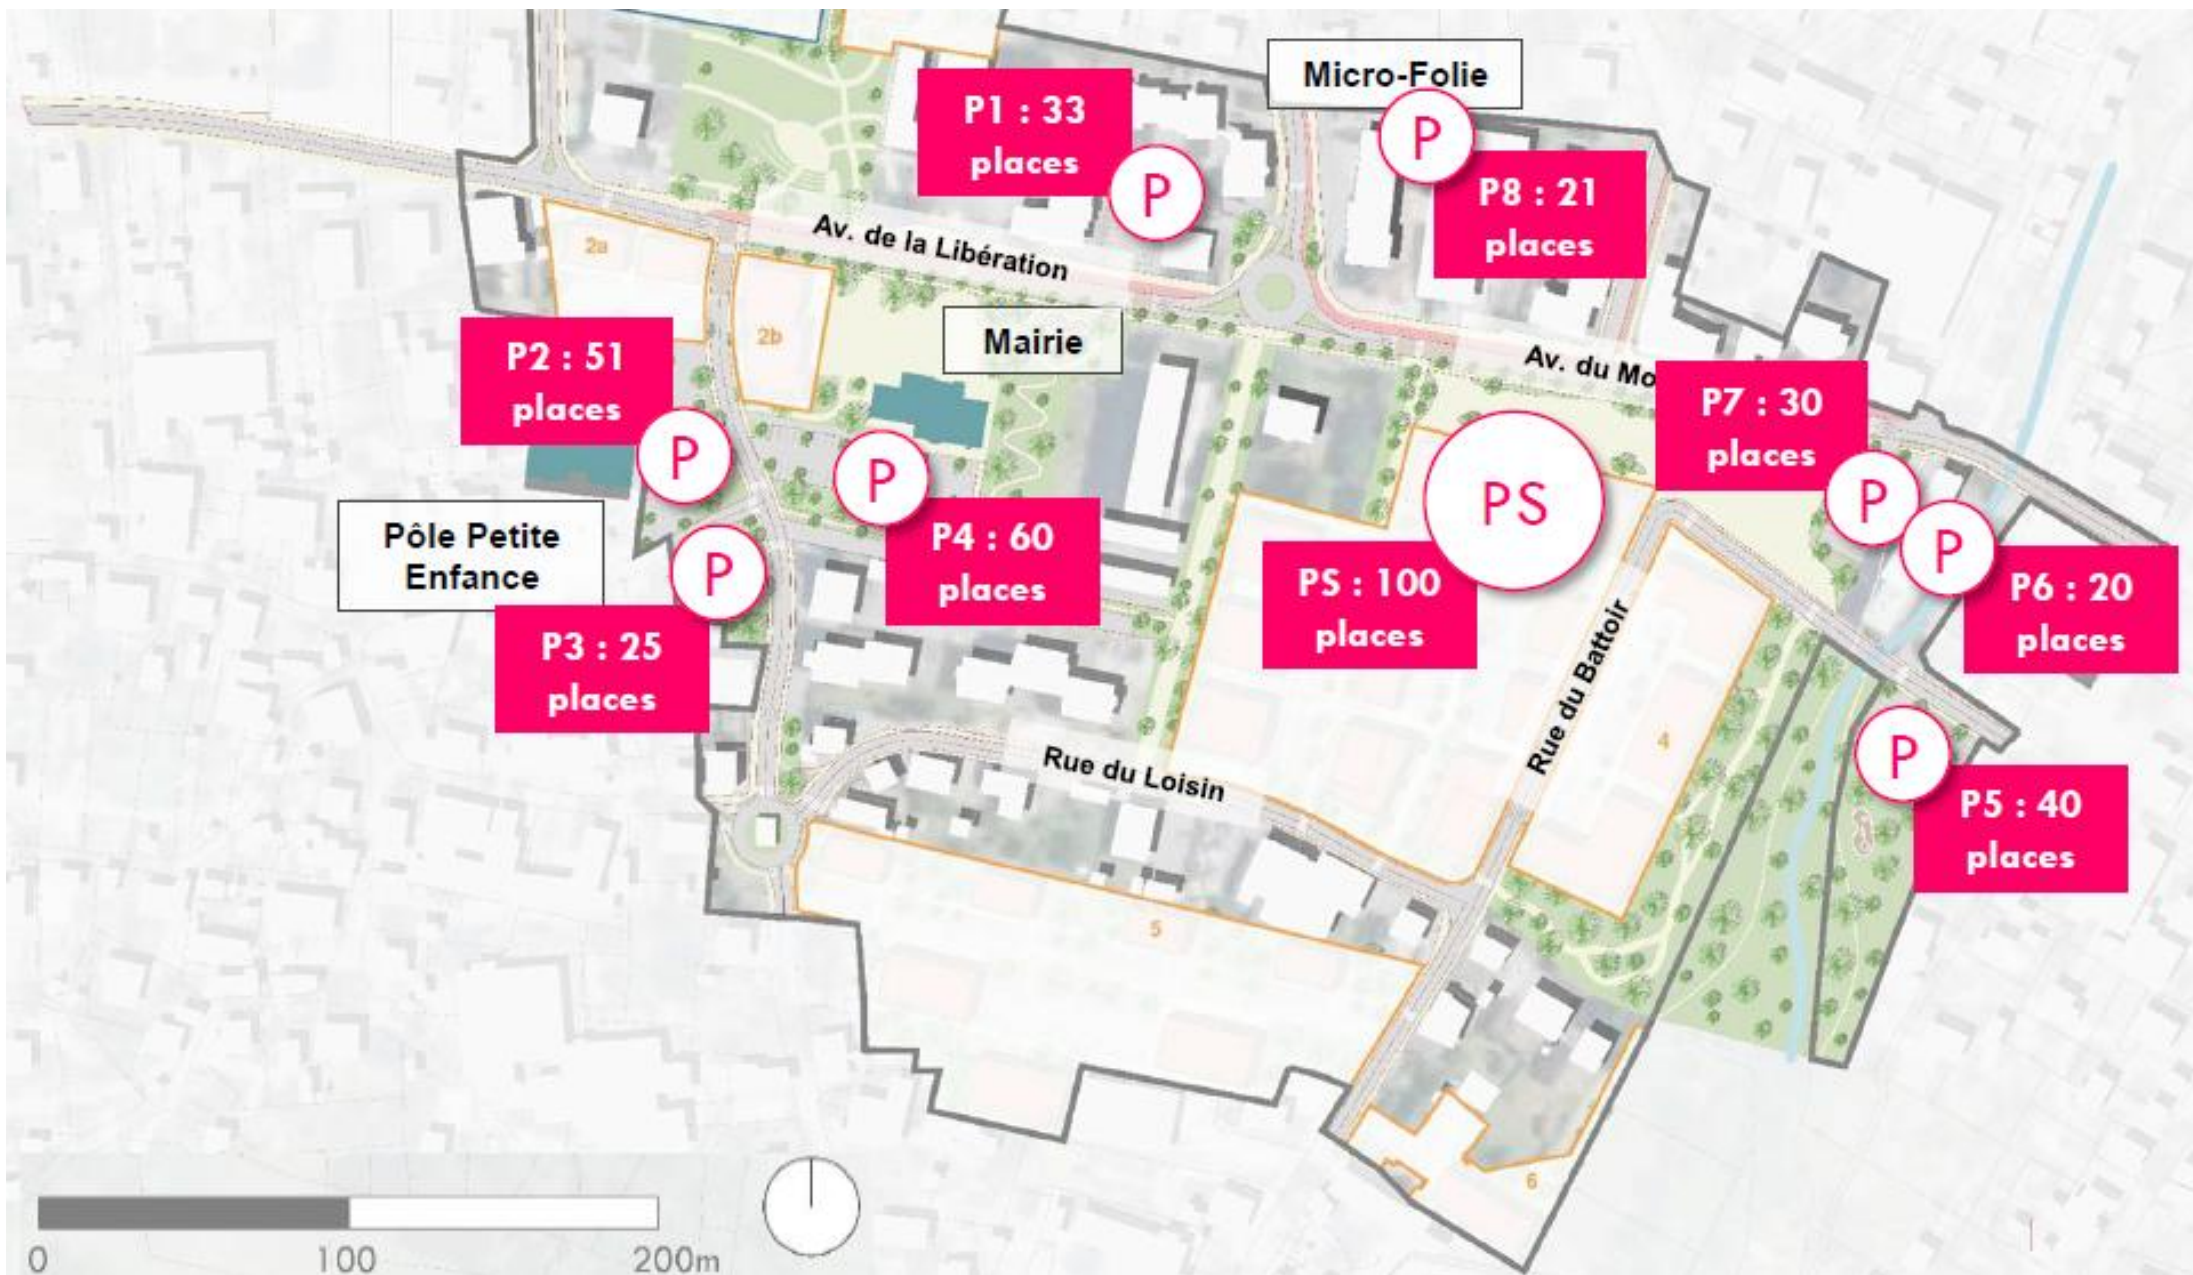 Micro-Folie
P1 : 33
places
P
P
P8 : 21
places
2a
Av. de la Libération
2b
Mairie
P2 : 51
places
Av. du Mo
P7 : 30
places
P
P
PS
P
P
Pôle Petite
Enfance
P
P4 : 60
places
PS : 100
places
P6 : 20
places
P3 : 25
places
Rue du Battoir
4
P
Rue du Loisin
P5 : 40
places
5
6
0
100
200m